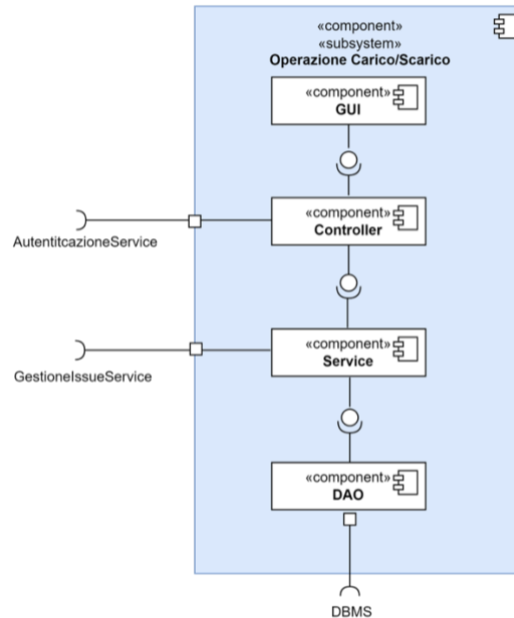 «component»
«subsystem»
Operazione Carico/Scarico
«component»
GUI
«component»
Controller
AutentitcazioneService
«component»
Service
GestioneIssueService
«component»
DAO
DBMS